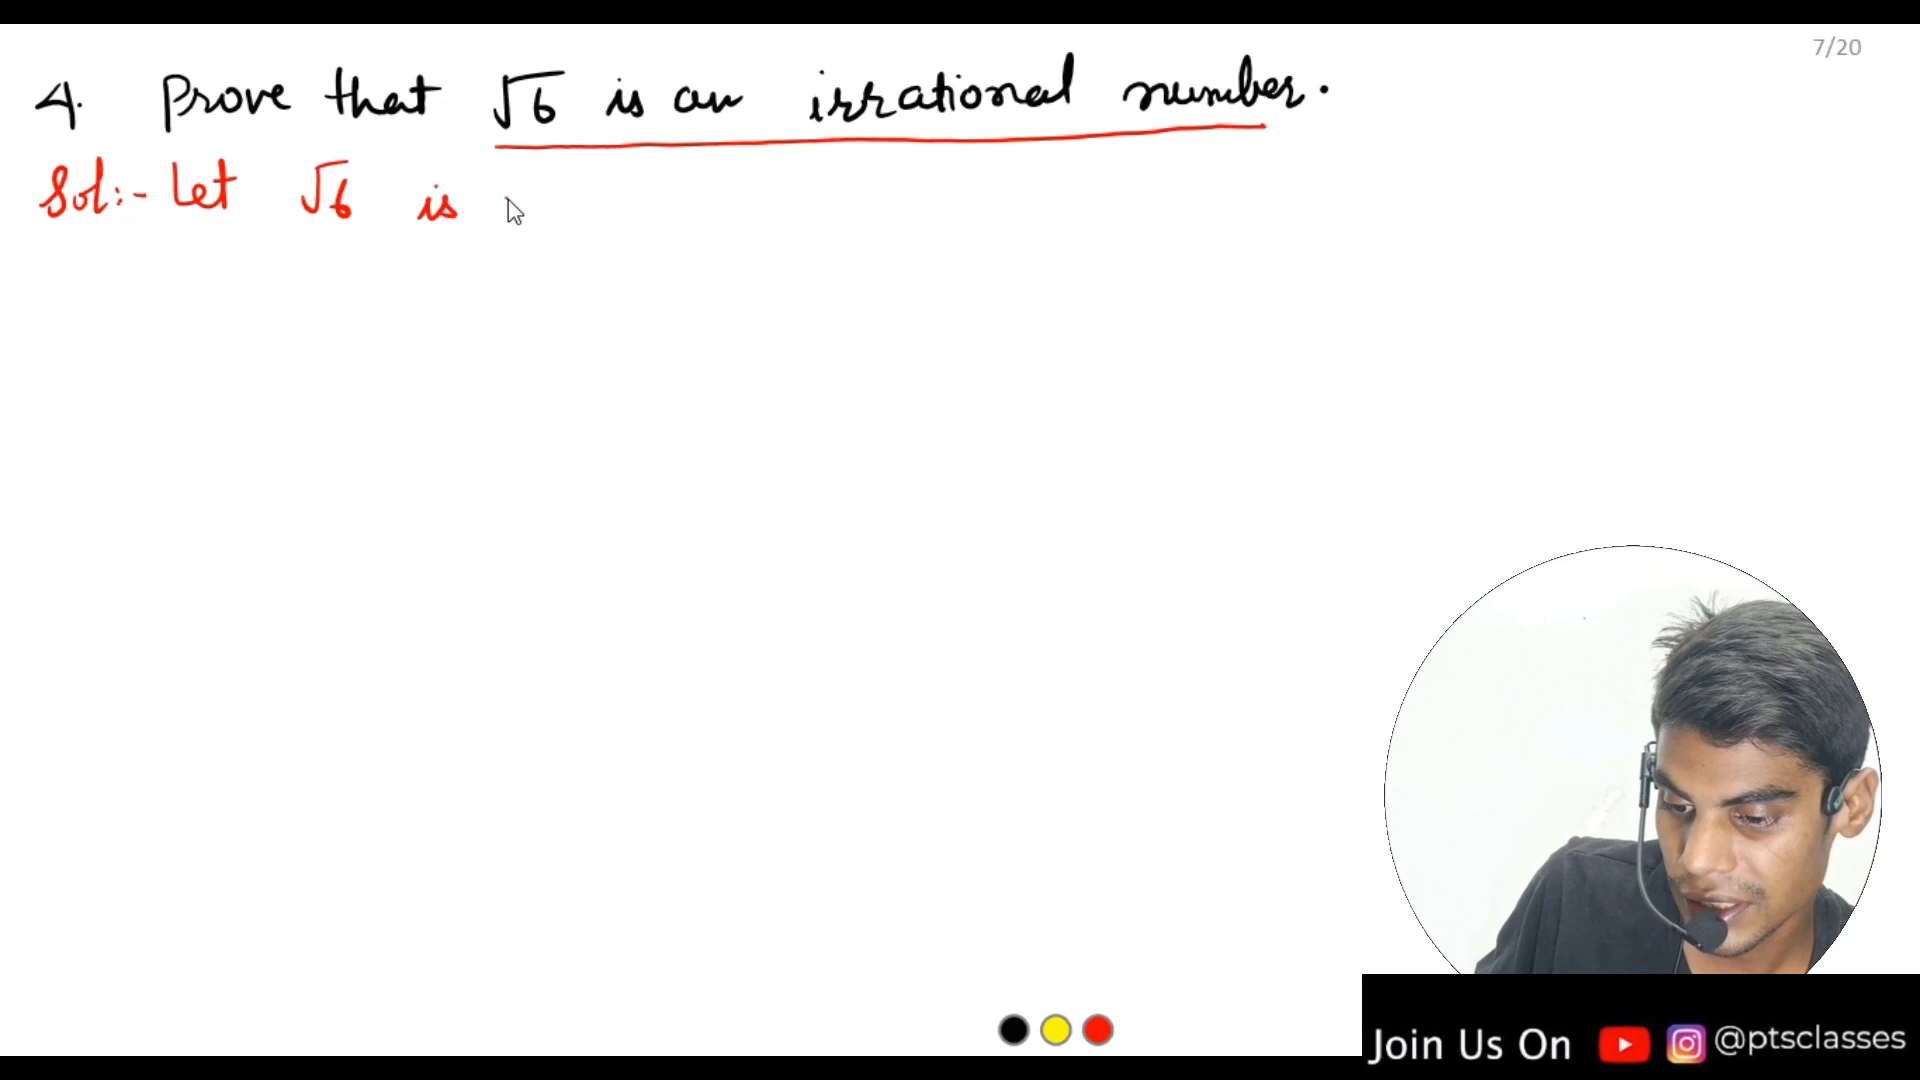 7/20
4. Prove that √6 is an irrational number.
Sol:- Let √6 is
Join Us On @ptsclasses